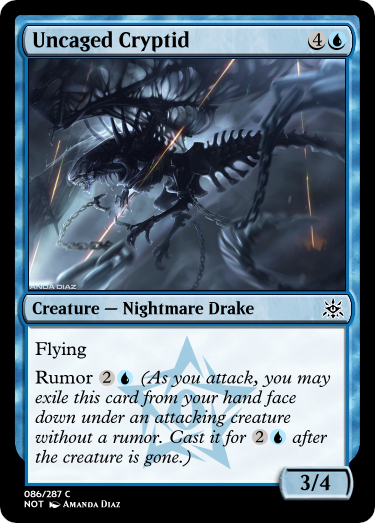 Uncaged Cryptid 4
ANDA DIAZ
Creature — Nightmare Drake
Flying
Rumor 2 (As you attack, you may
exile this card from your hand face
down under an attacking creature
without a rumor. Cast it for 2 after
the creature is gone.)
3/4
086/287 C
NOT Amanda Diaz